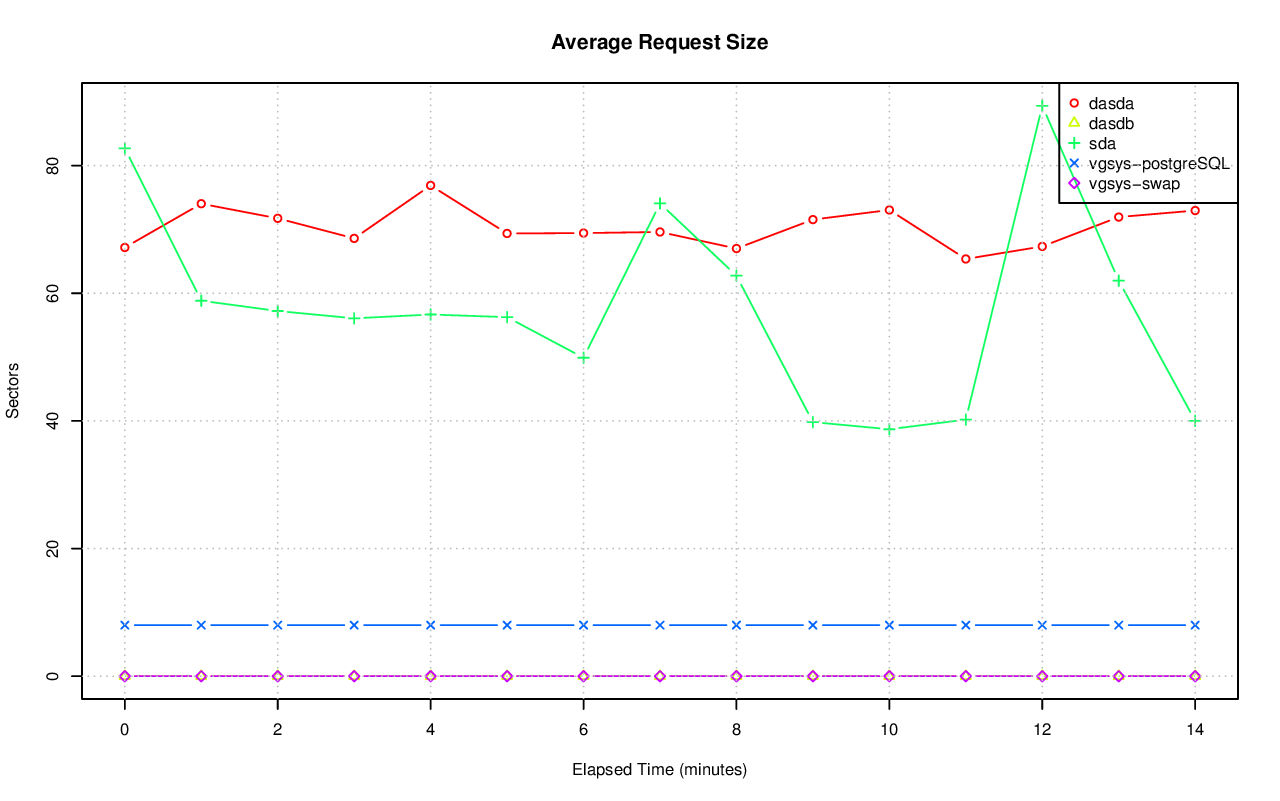 Average Request Size
dasda
dasdb
sda
vgsys-postgreSQL
vgsys-swap
Sectors
80
60
40
20
0
0 2 4 6 8 10 12 14
Elapsed Time (minutes)